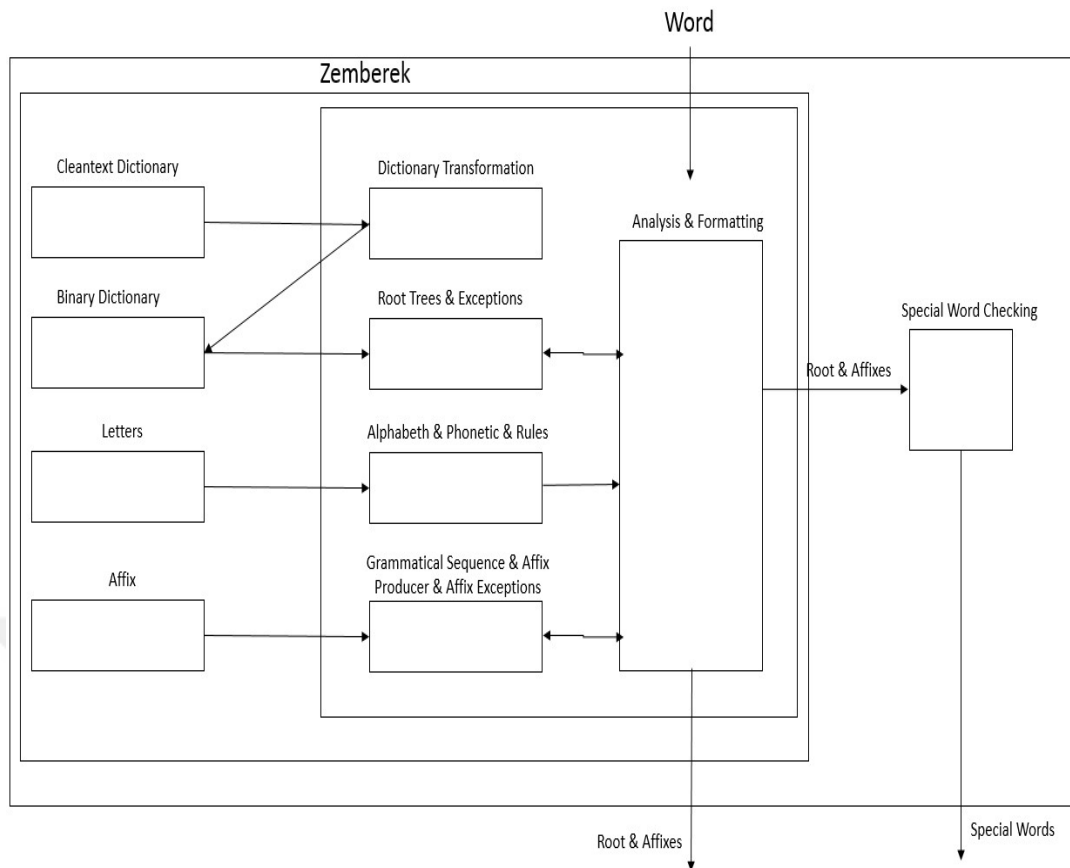 Word
Zemberek
Cleantext Dictionary
Dictionary Transformation
Analysis & Formatting
Binary Dictionary
Root Trees & Exceptions
Special Word Checking
Root & Affixes
Letters
Alphabeth & Phonetic & Rules
Affix
Grammatical Sequence & Affix
Producer & Affix Exceptions
Root & Affixes
Special Words